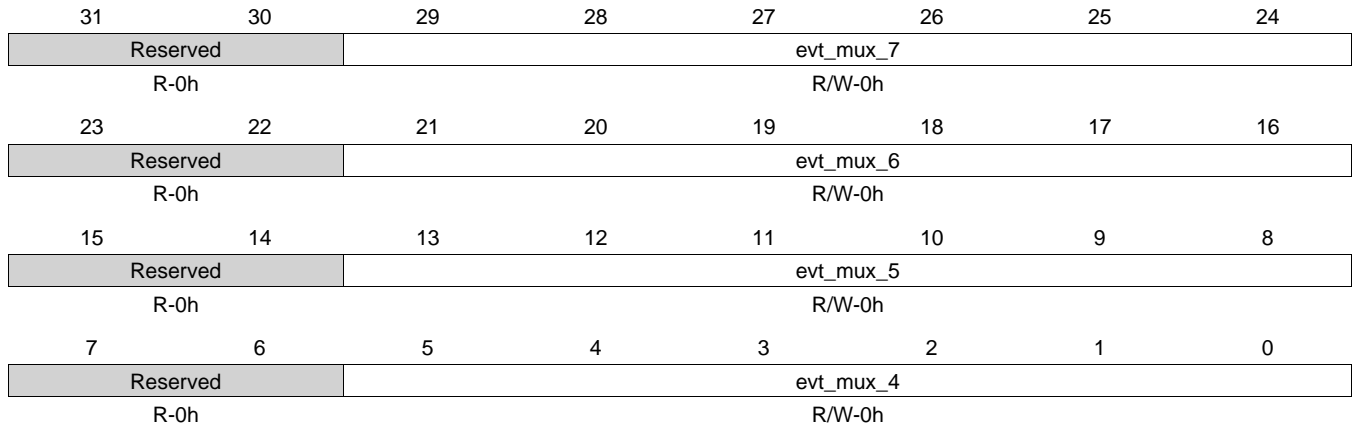 31 30 29 28 27 26 25 24
Reserved evt_mux_7
R-0h R/W-0h
23 22 21 20 19 18 17 16
Reserved evt_mux_6
R-0h R/W-0h
15 14 13 12 11 10 9 8
Reserved evt_mux_5
R-0h R/W-0h
7 6 5 4 3 2 1 0
Reserved evt_mux_4
R-0h R/W-0h